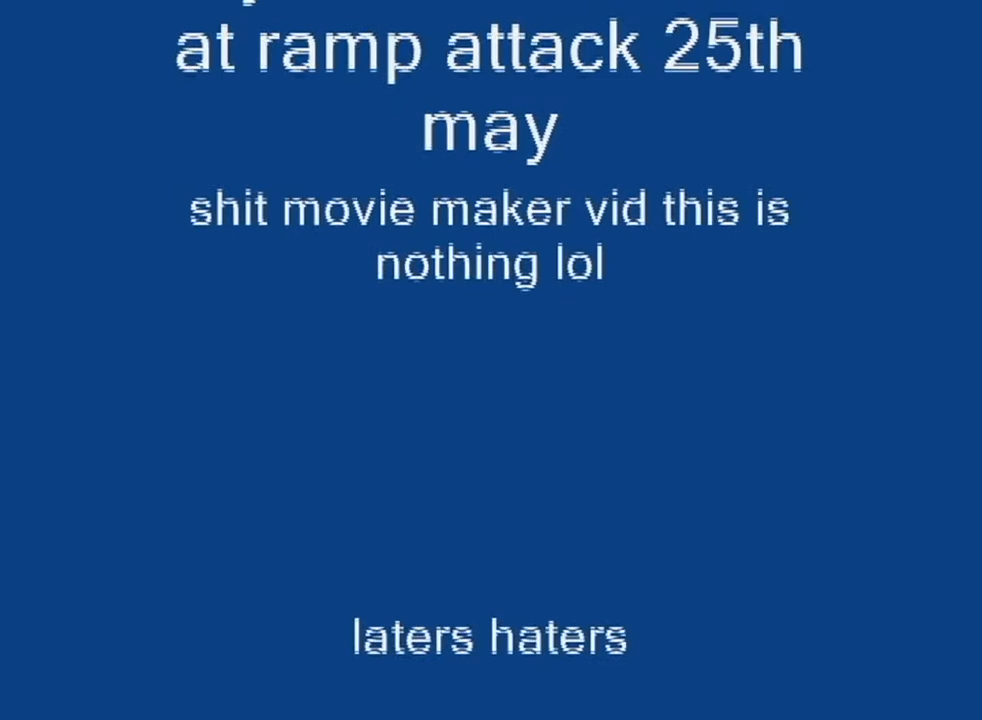 at ramp attack 25th
may
shit movie maker vid this is
nothing lol
laters haters